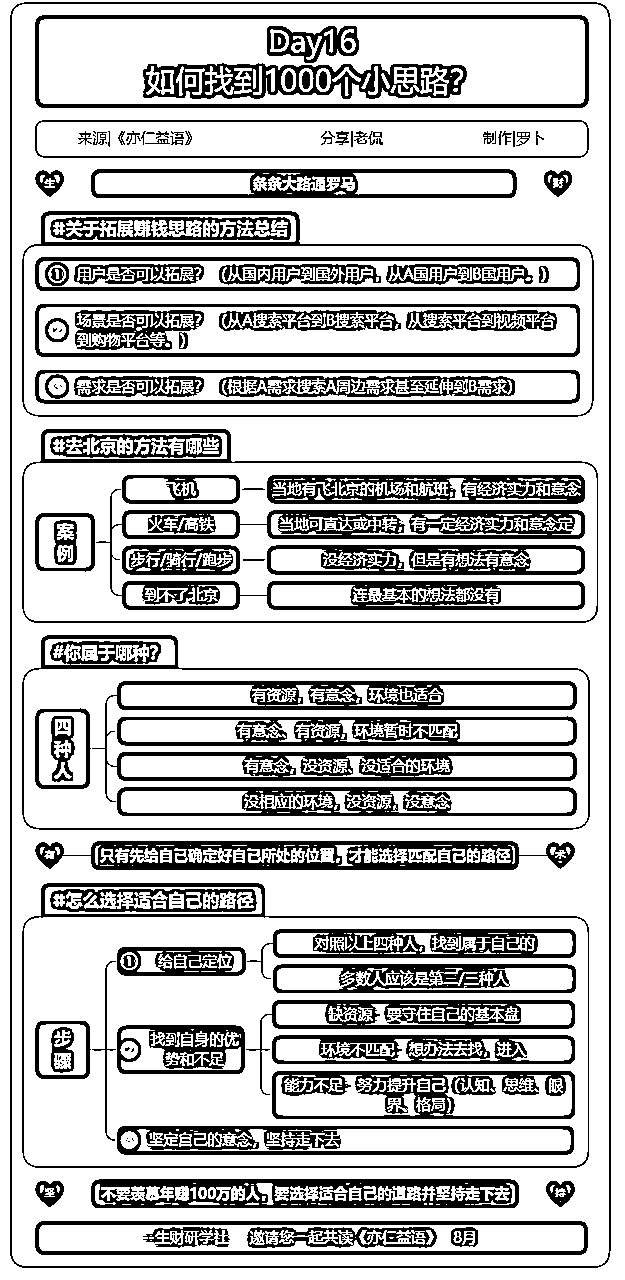 Day16
如何找到1000个小思路？
来源|《亦仁益语》 分享|老侃 制作|罗卜
生 条条大路通罗马 财
#关于拓展赚钱思路的方法总结
① 用户是否可以拓展？（从国内用户到国外用户，从A国用户到B国用户。）
场景是否可以拓展？（从A搜索平台到B搜索平台，从搜索平台到视频平台
到购物平台等。）
需求是否可以拓展？（根据A需求搜索A周边需求甚至延伸到B需求）
#去北京的方法有哪些
案例
飞机 当地有飞北京的机场和航班，有经济实力和意念
火车/高铁 当地可直达或中转，有一定经济实力和意念定
步行/骑行/跑步 没经济实力，但是有想法有意念
到不了北京 连最基本的想法都没有
#你属于哪种？
四种人
有资源，有意念，环境也适合
有意念、有资源，环境暂时不匹配
有意念，没资源、没适合的环境
没相应的环境，没资源，没意念
有 只有先给自己确定好自己所处的位置，才能选择匹配自己的路径 术
#怎么选择适合自己的路径
步骤
① 给自己定位
对照以上四种人，找到属于自己的
多数人应该是第二/三种人
找到自身的优
势和不足
缺资源- 要守住自己的基本盘
环境不匹配- 想办法去找，进入
能力不足- 努力提升自己（认知、思维、眼
界、格局）
坚定自己的意念，坚持走下去
坚 不要羡慕年赚100万的人，要选择适合自己的道路并坚持走下去 持
生财研学社 邀请您一起共读《亦仁益语》 8月